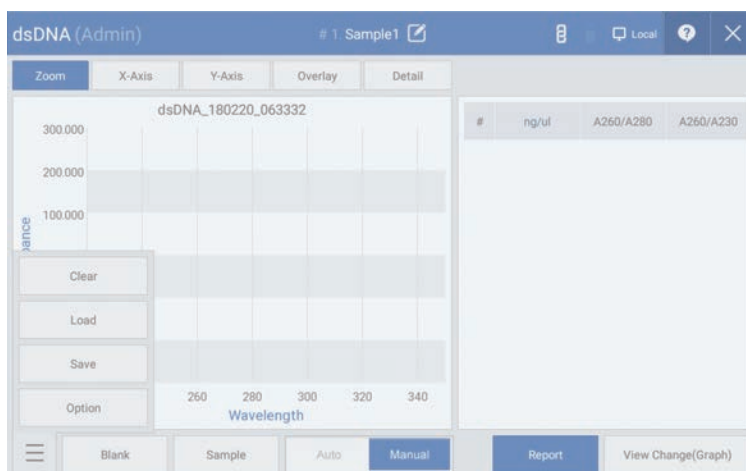 dsDNA (Admin) # 1. Sample1 Local ?
Zoom X-Axis Y-Axis Overlay Detail
dsDNA_180220_063332
# ng/ul A260/A280 A260/A230
300.000
200.000
100.000
Clear
Load
Save
Option
260 280 300 320 340
Wavelength
Blank Sample Auto Manual Report View Change(Graph)